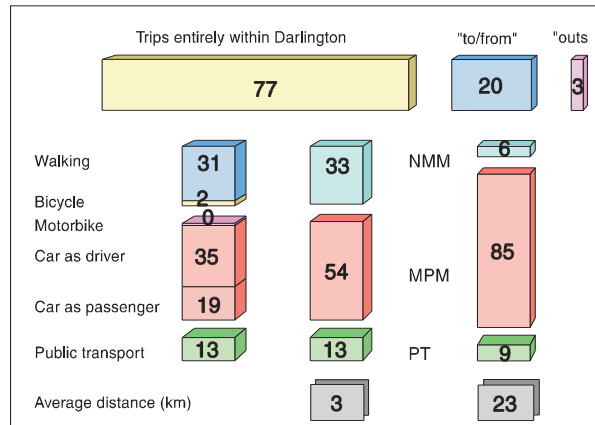 Trips entirely within Darlington "to/from" "outs
77 20 3
Walking 31 33 NMM 6
Bicycle 2
Motorbike 0
Car as driver 35
54 MPM 85
Car as passenger 19
Public transport 13 13 PT 9
Average distance (km) 3 23